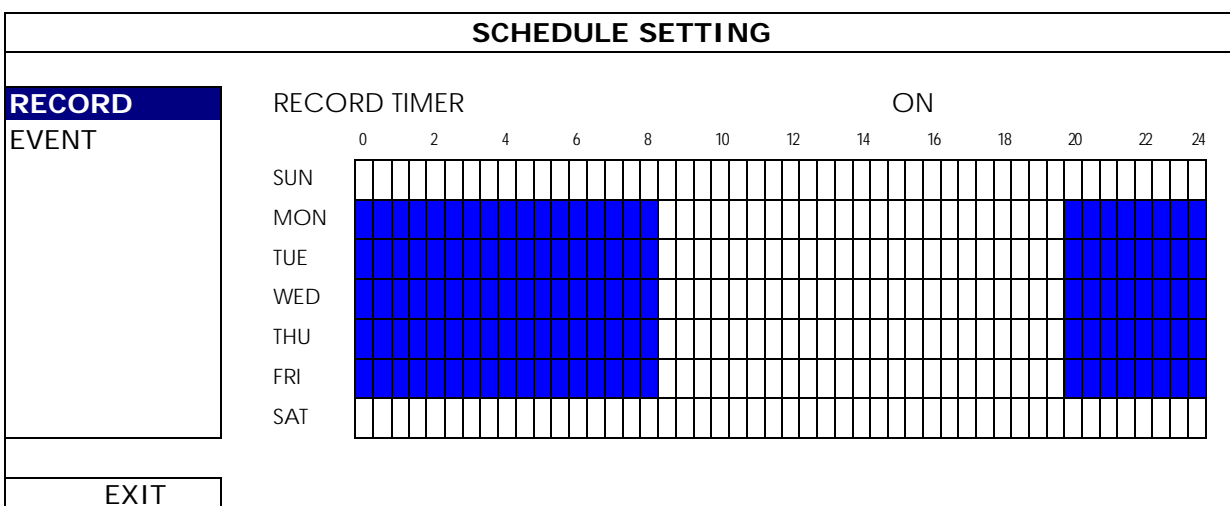 SCHEDULE SETTING
RECORD
EVENT
RECORD TIMER ON
0 2 4 6 8 10 12 14 16 18 20 22 24
SUN
MON
TUE
WED
THU
FRI
SAT
EXIT